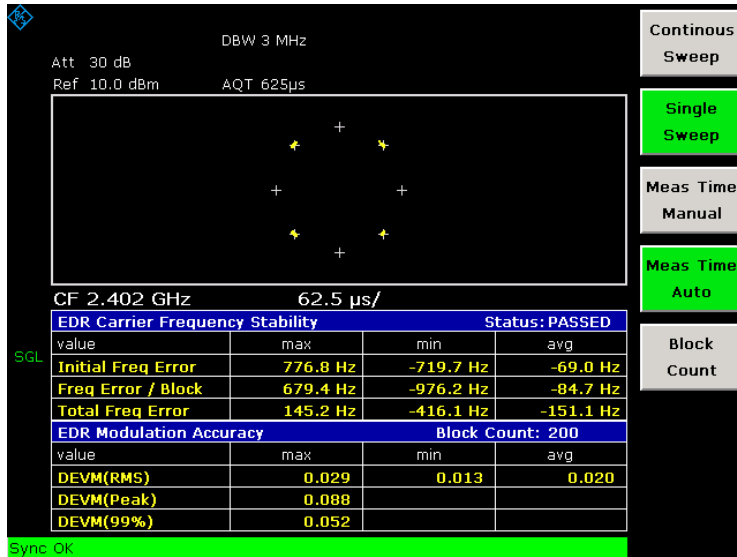 DBW 3 MHz
Att 30 dB
Ref 10.0 dBm AQT 625µs
CF 2.402 GHz 62.5 µs/
EDR Carrier Frequency Stability Status: PASSED
value max min avg
Initial Freq Error 776.8 Hz -719.7 Hz -69.0 Hz
Freq Error / Block 679.4 Hz -976.2 Hz -84.7 Hz
Total Freq Error 145.2 Hz -416.1 Hz -151.1 Hz
EDR Modulation Accuracy Block Count: 200
value max min avg
DEVM(RMS) 0.029 0.013 0.020
DEVM(Peak) 0.088
DEVM(99%) 0.052
SGL
Sync OK
Continous
Sweep
Single
Sweep
Meas Time
Manual
Meas Time
Auto
Block
Count